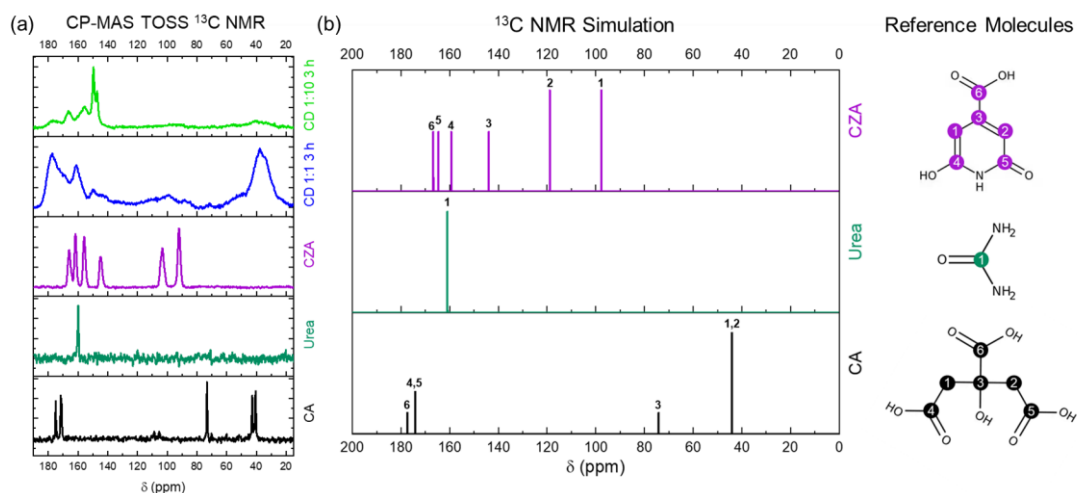 (a) CP-MAS TOSS ¹³C NMR
180 160 140 120 100 80 60 40 20
CD 1:10 3 h
CD 1:1 3 h
CZA
Urea
CA
180 160 140 120 100 80 60 40 20
δ (ppm)
(b) ¹³C NMR Simulation
200 180 160 140 120 100 80 60 40 20 0
6 5 4 3 2 1
CZA
1
Urea
6 4,5 3 1,2
CA
200 180 160 140 120 100 80 60 40 20 0
δ (ppm)
Reference Molecules
O OH
6
3
1 2
4 5
HO N O
H
NH₂
O 1
NH₂
O OH
6
1 3 2
HO 4 OH 5 OH
O O